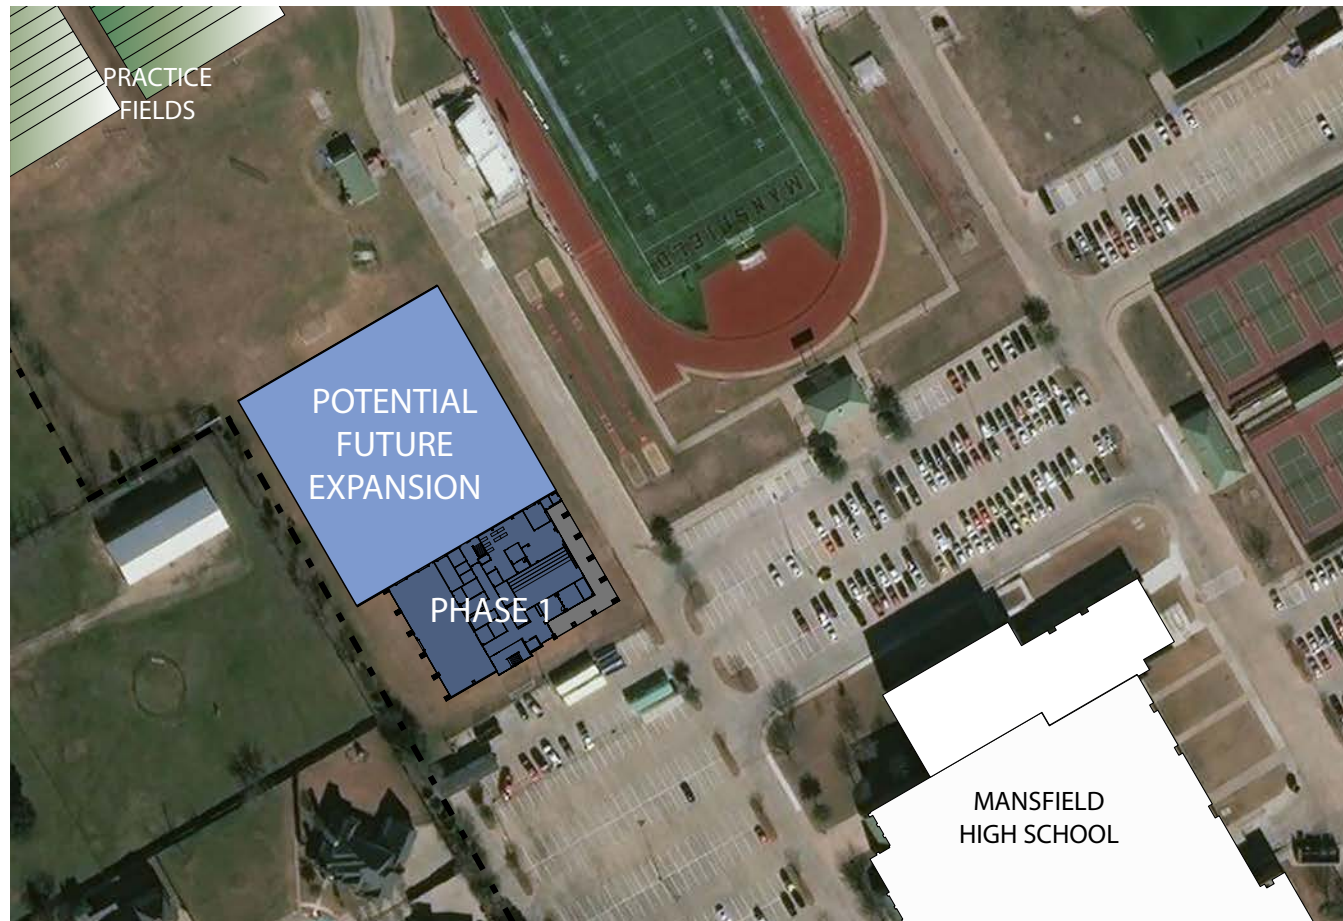 PRACTICE
FIELDS
MANSFIELD
POTENTIAL
FUTURE
EXPANSION
PHASE 1
MANSFIELD
HIGH SCHOOL